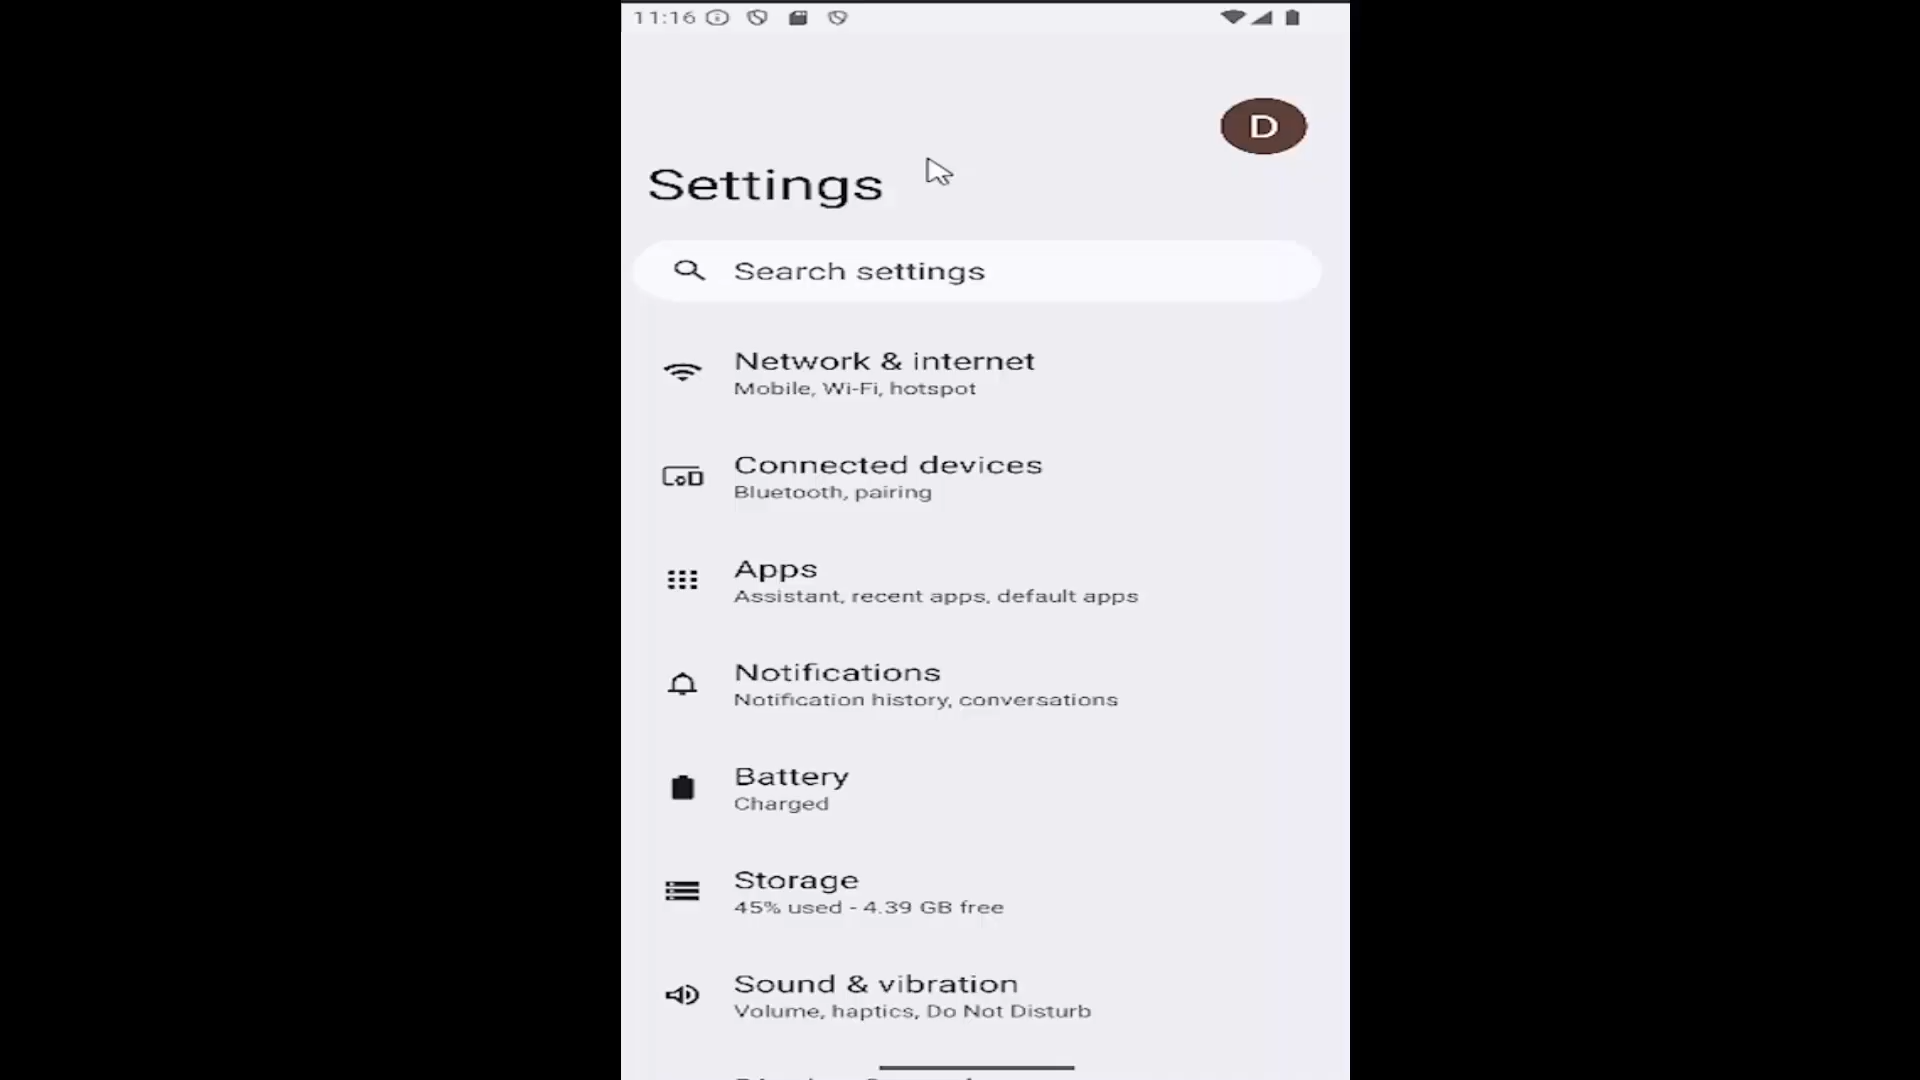 11:16
D
Settings
Search settings
Network & internet
Mobile, Wi-Fi, hotspot
Connected devices
Bluetooth, pairing
Apps
Assistant, recent apps, default apps
Notifications
Notification history, conversations
Battery
Charged
Storage
45% used - 4.39 GB free
Sound & vibration
Volume, haptics, Do Not Disturb